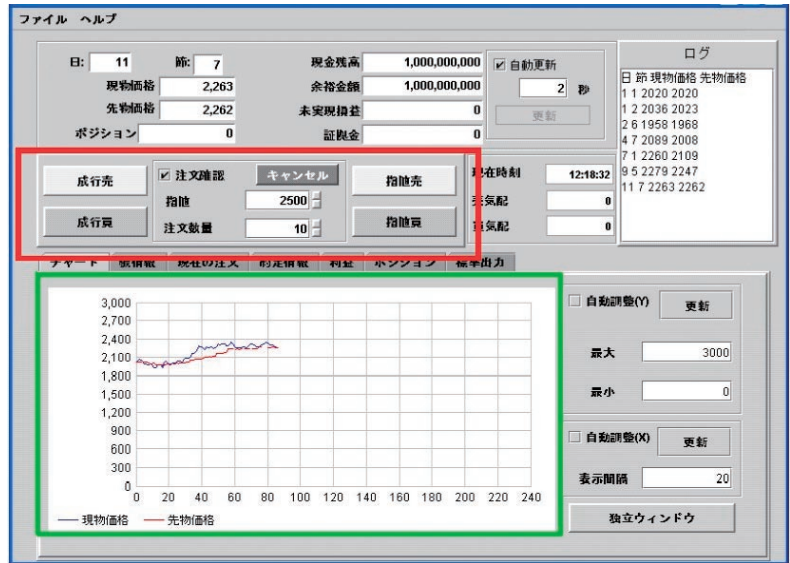 ファイル ヘルプ
日: 11 節: 7
現物価格 2,263
先物価格 2,262
ポジション 0
現金残高 1,000,000,000
余裕金額 1,000,000,000
未実現損益 0
証拠金 0
自動更新
2 秒
更新
ログ
日 節 現物価格 先物価格
1 1 2020 2020
1 2 2036 2023
2 6 1958 1968
4 7 2089 2008
7 1 2260 2109
9 5 2279 2247
11 7 2263 2262
成行売
成行買
注文確認 キャンセル
指値 2500
注文数量 10
指値売
指値買
現在時刻 12:18:32
売気配 0
買気配 0
チャート 板情報 現在の注文 約定情報 利益 ポジション 標準出力
3,000
2,700
2,400
2,100
1,800
1,500
1,200
900
600
300
0
0 20 40 60 80 100 120 140 160 180 200 220 240
現物価格 先物価格
自動調整(Y) 更新
最大 3000
最小 0
自動調整(X) 更新
表示間隔 20
独立ウィンドウ